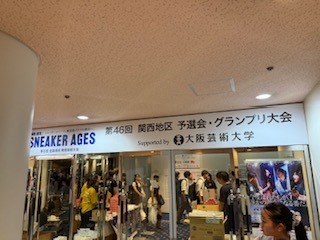 SNEAKER AGES
第46回 関西地区 予選会・グランプリ大会
Supported by 大阪芸術大学